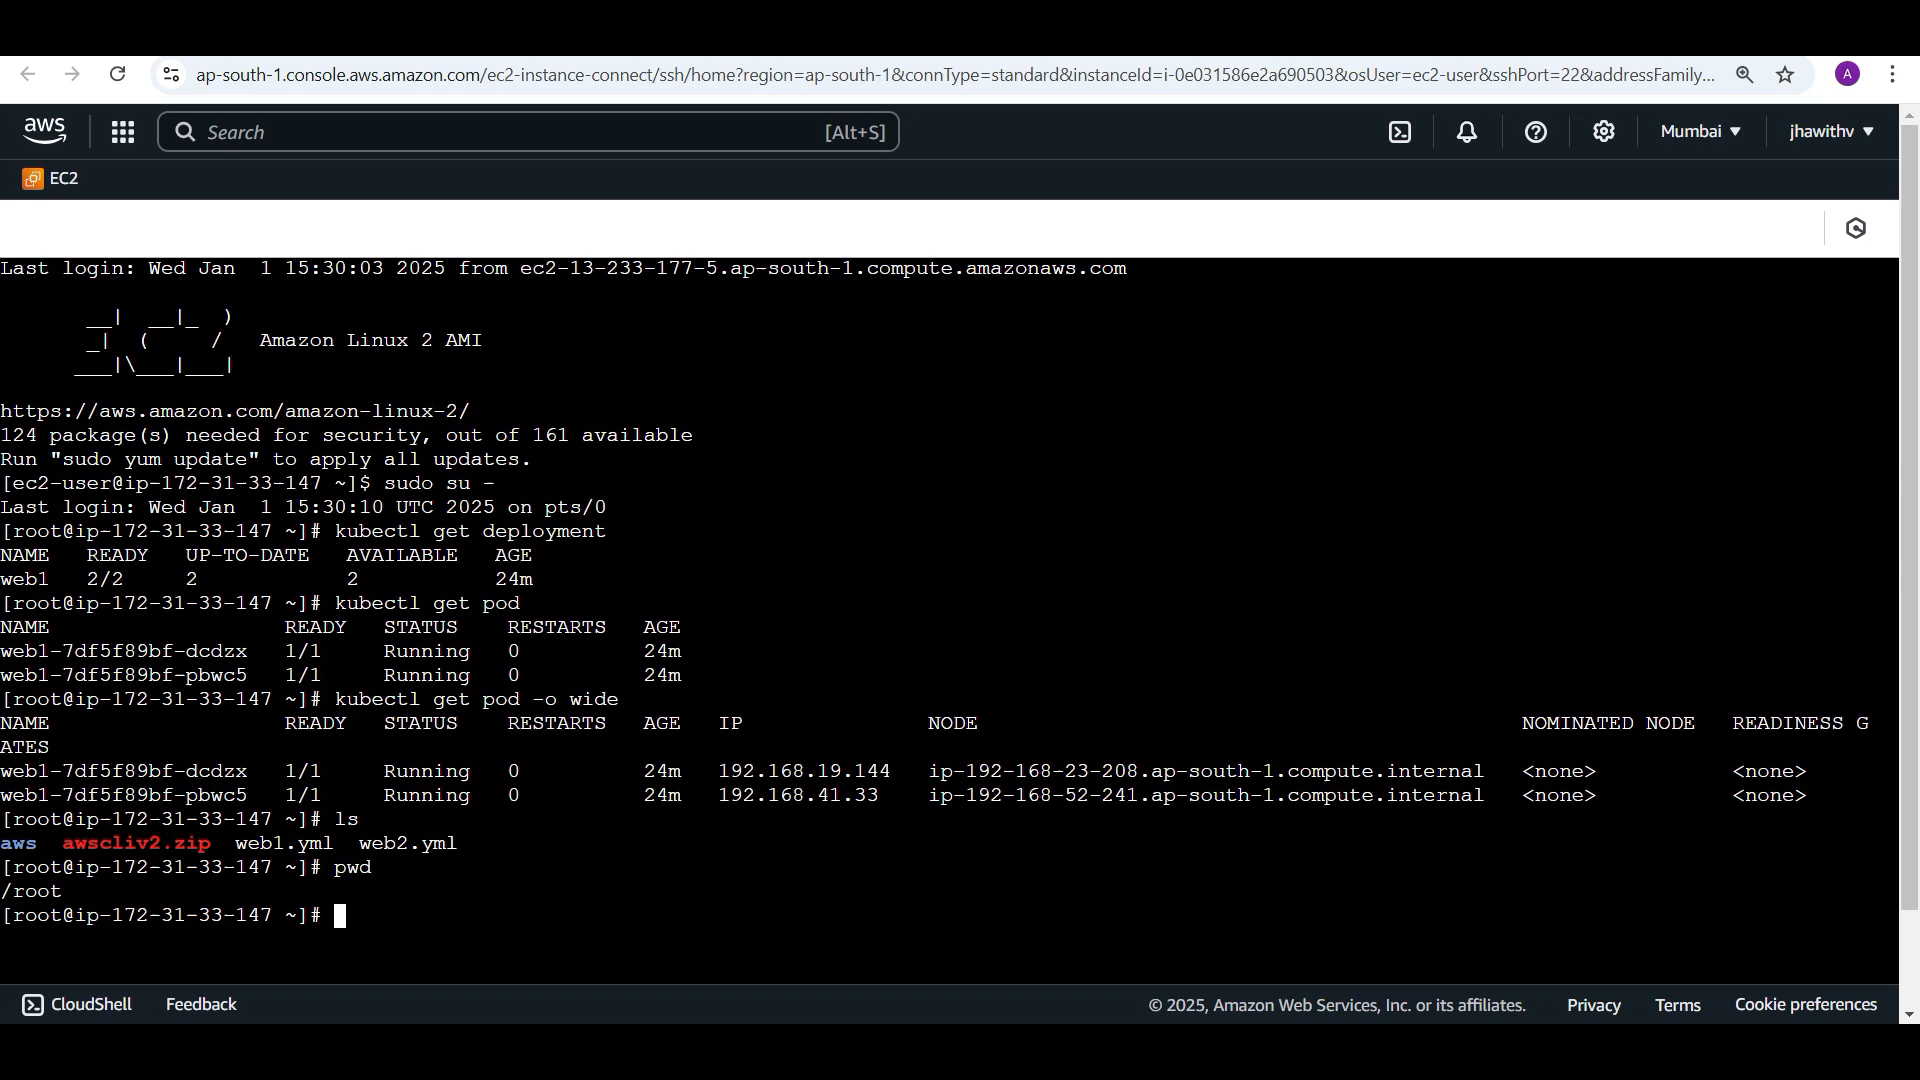 ap-south-1.console.aws.amazon.com/ec2-instance-connect/ssh/home?region=ap-south-1&connType=standard&instanceId=i-0e031586e2a690503&osUser=ec2-user&sshPort=22&addressFamily...
A
aws
Search
[Alt+S]
Mumbai
jhawithv
EC2
Last login: Wed Jan  1 15:30:03 2025 from ec2-13-233-177-5.ap-south-1.compute.amazonaws.com
       __|  __|_  )
       _|  (     /   Amazon Linux 2 AMI
      ___|\___|___|
https://aws.amazon.com/amazon-linux-2/
124 package(s) needed for security, out of 161 available
Run "sudo yum update" to apply all updates.
[ec2-user@ip-172-31-33-147 ~]$ sudo su -
Last login: Wed Jan  1 15:30:10 UTC 2025 on pts/0
[root@ip-172-31-33-147 ~]# kubectl get deployment
NAME   READY   UP-TO-DATE   AVAILABLE   AGE
web1   2/2     2            2           24m
[root@ip-172-31-33-147 ~]# kubectl get pod
NAME                   READY   STATUS    RESTARTS   AGE
web1-7df5f89bf-dcdzx   1/1     Running   0          24m
web1-7df5f89bf-pbwc5   1/1     Running   0          24m
[root@ip-172-31-33-147 ~]# kubectl get pod -o wide
NAME                   READY   STATUS    RESTARTS   AGE   IP               NODE                                            NOMINATED NODE   READINESS G
ATES
web1-7df5f89bf-dcdzx   1/1     Running   0          24m   192.168.19.144   ip-192-168-23-208.ap-south-1.compute.internal   <none>           <none>
web1-7df5f89bf-pbwc5   1/1     Running   0          24m   192.168.41.33    ip-192-168-52-241.ap-south-1.compute.internal   <none>           <none>
[root@ip-172-31-33-147 ~]# ls
aws  awscliv2.zip  web1.yml  web2.yml
[root@ip-172-31-33-147 ~]# pwd
/root
[root@ip-172-31-33-147 ~]#
CloudShell
Feedback
© 2025, Amazon Web Services, Inc. or its affiliates.
Privacy
Terms
Cookie preferences